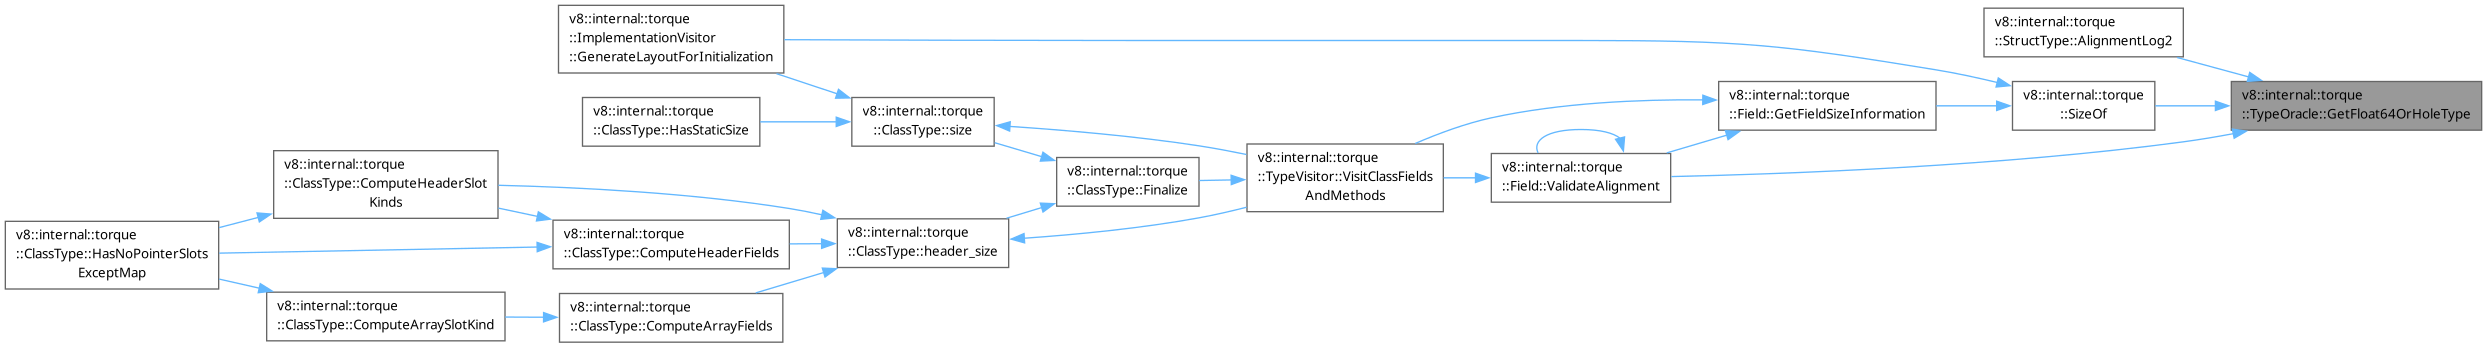 v8::internal::torque
::ImplementationVisitor
::GenerateLayoutForInitialization
v8::internal::torque
::StructType::AlignmentLog2
v8::internal::torque
::ClassType::HasStaticSize
v8::internal::torque
::ClassType::size
v8::internal::torque
::Field::GetFieldSizeInformation
v8::internal::torque
::SizeOf
v8::internal::torque
::TypeOracle::GetFloat64OrHoleType
v8::internal::torque
::ClassType::ComputeHeaderSlot
Kinds
v8::internal::torque
::ClassType::Finalize
v8::internal::torque
::TypeVisitor::VisitClassFields
AndMethods
v8::internal::torque
::Field::ValidateAlignment
v8::internal::torque
::ClassType::HasNoPointerSlots
ExceptMap
v8::internal::torque
::ClassType::ComputeHeaderFields
v8::internal::torque
::ClassType::header_size
v8::internal::torque
::ClassType::ComputeArraySlotKind
v8::internal::torque
::ClassType::ComputeArrayFields